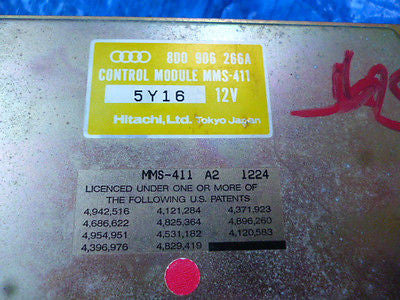 8D0 906 266A
CONTROL MODULE MMS-411
5Y16 12V
Hitachi, Ltd. Tokyo Japan
MMS-411 A2 1224
LICENCED UNDER ONE OR MORE OF
THE FOLLOWING U.S. PATENTS
4,942,516 4,121,284 4,371,923
4,686,622 4,825,364 4,896,260
4,954,951 4,531,182 4,120,583
4,396,976 4,829,419